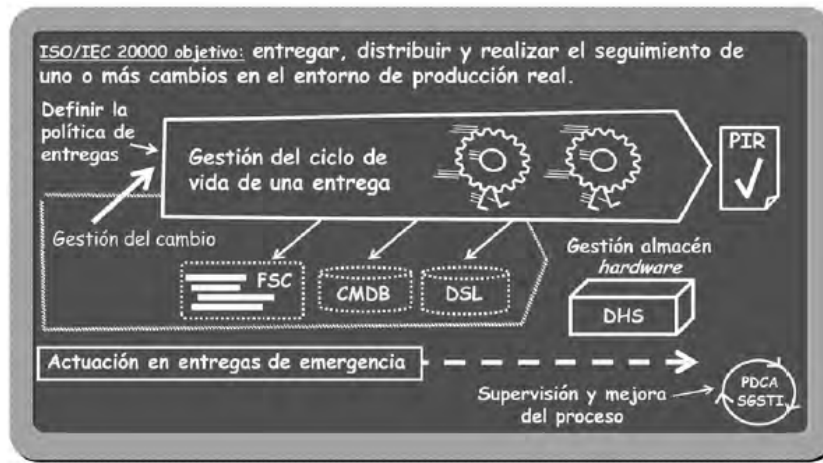 ISO/IEC 20000 objetivo: entregar, distribuir y realizar el seguimiento de
uno o más cambios en el entorno de producción real.
Definir la
política de
entregas
Gestión del ciclo de
vida de una entrega
PIR
Gestión del cambio
FSC
CMDB
DSL
Gestión almacén
hardware
DHS
Actuación en entregas de emergencia
Supervisión y mejora
del proceso
PDCA
SGSTI